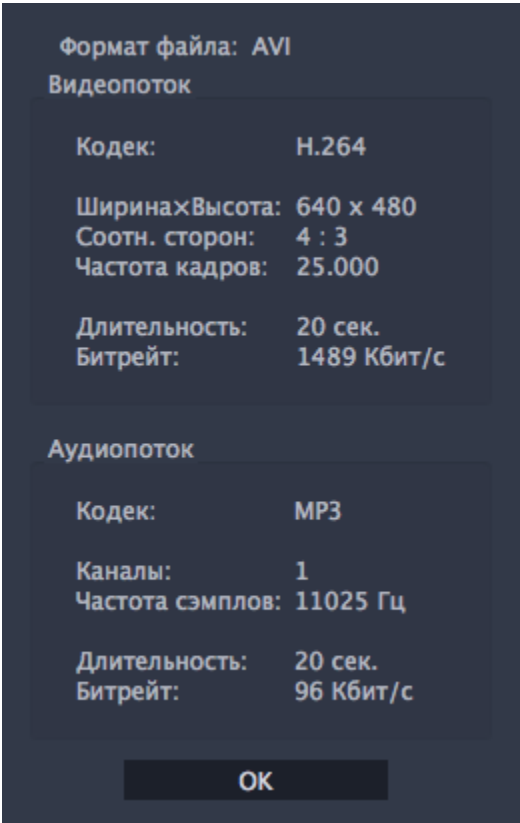 Формат файла: AVI
Видеопоток
Кодек: H.264
Ширина×Высота: 640 x 480
Соотн. сторон: 4 : 3
Частота кадров: 25.000
Длительность: 20 сек.
Битрейт: 1489 Кбит/с
Аудиопоток
Кодек: MP3
Каналы: 1
Частота сэмплов: 11025 Гц
Длительность: 20 сек.
Битрейт: 96 Кбит/с
OK